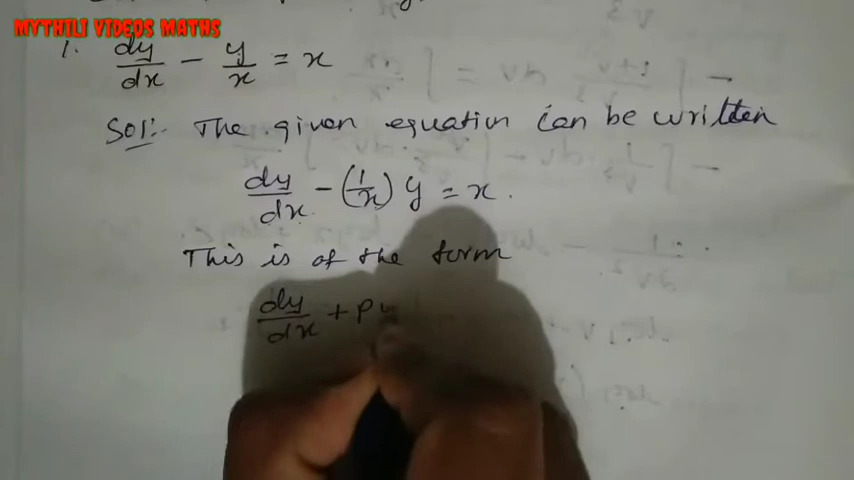 MYTHILI VIDEOS MATHS
1. dy/dx - y/x = x
Sol:- The given equation can be written
dy/dx - (1/x) y = x.
This is of the form
dy/dx + py